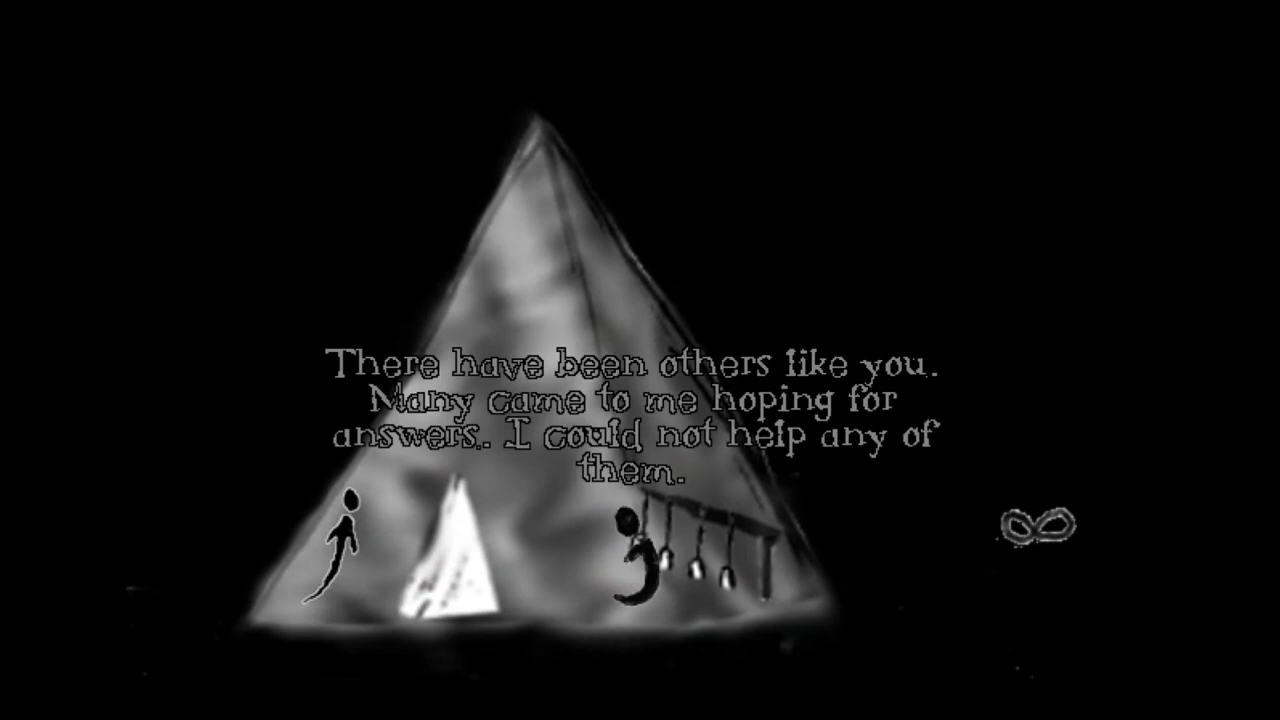 There have been others like you.
Many came to me hoping for
answers. I could not help any of
them.